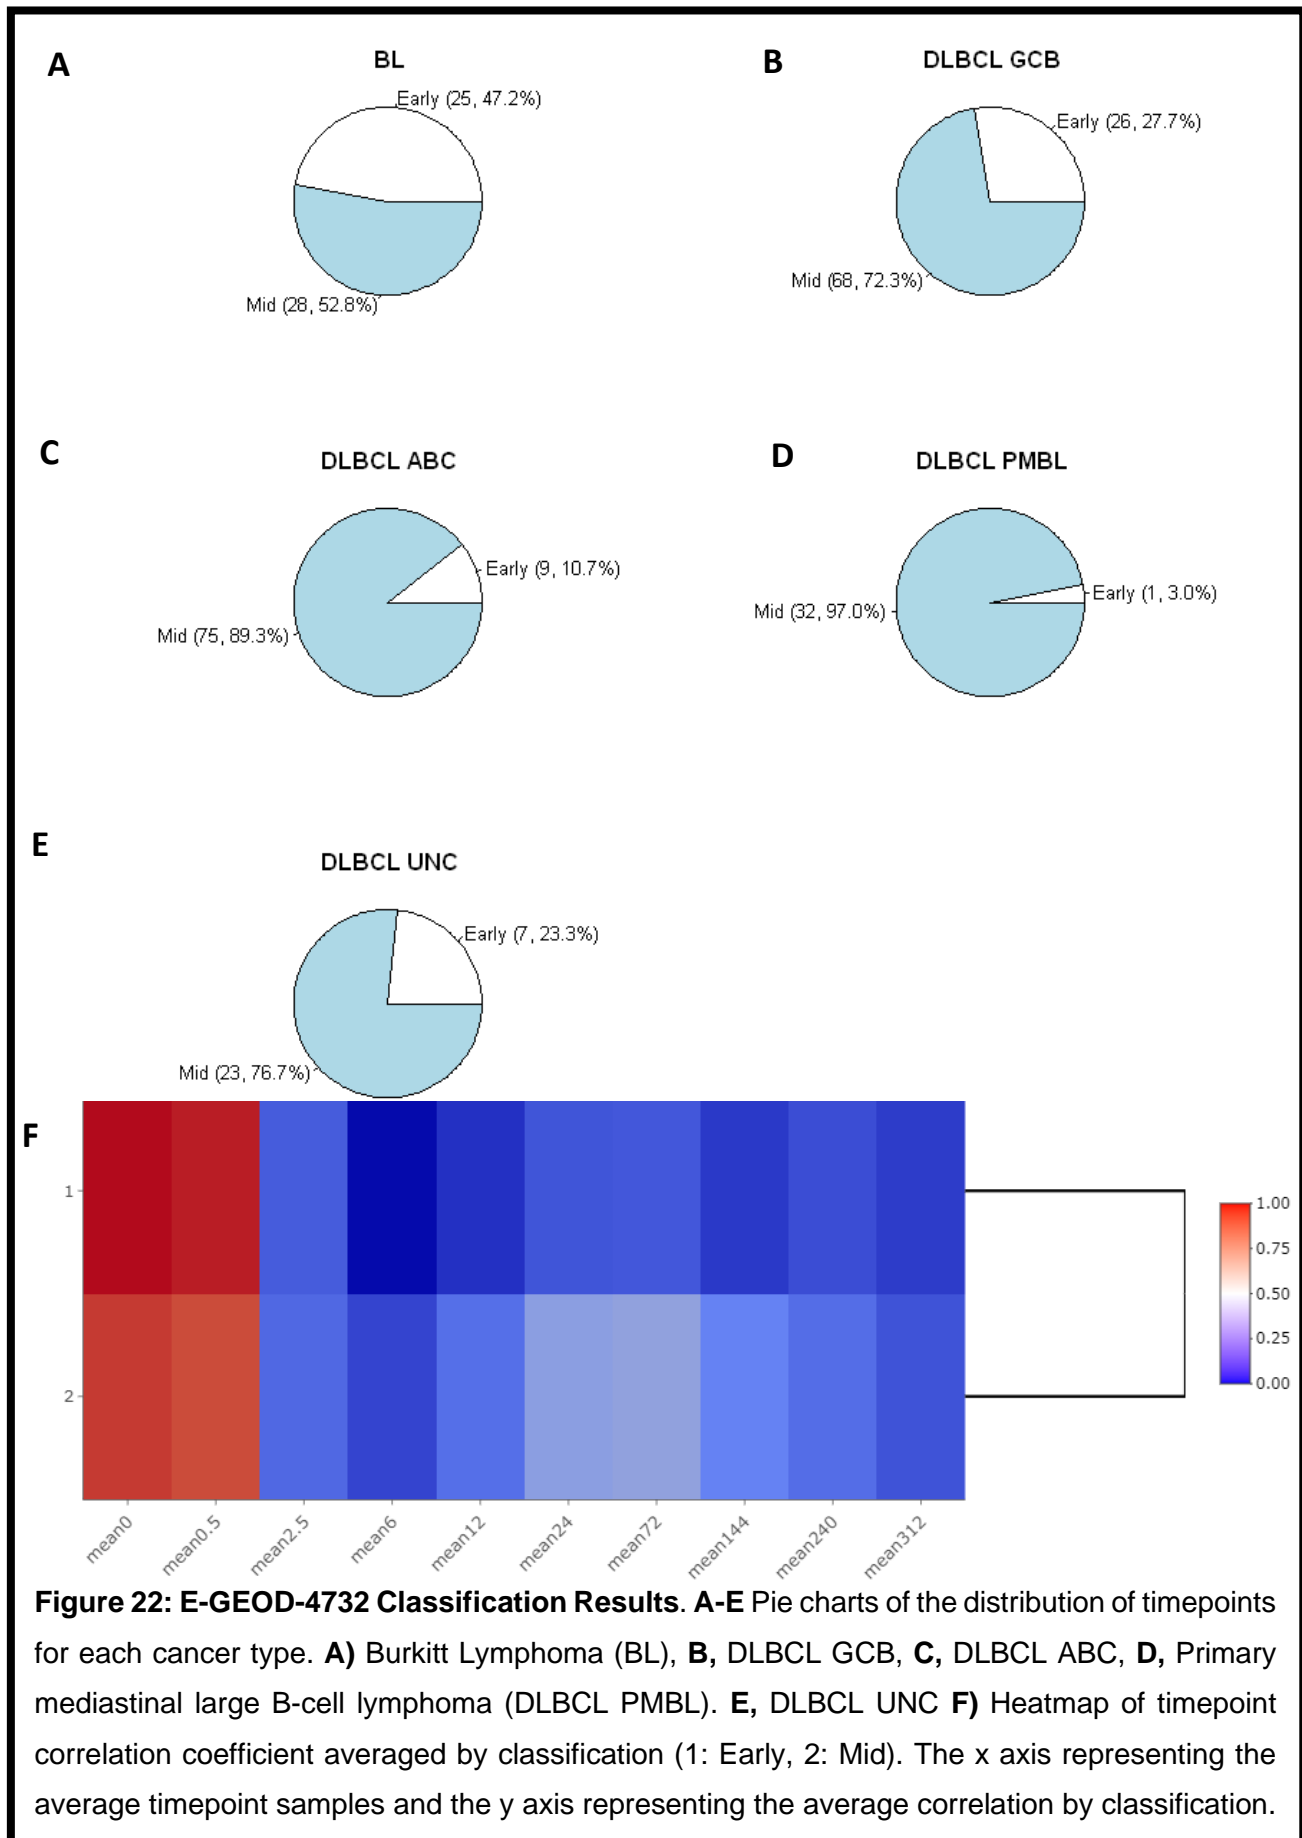 A
BL
Early (25, 47.2%)
Mid (28, 52.8%)
B
DLBCL GCB
Early (26, 27.7%)
Mid (68, 72.3%)
C
DLBCL ABC
Early (9, 10.7%)
Mid (75, 89.3%)
D
DLBCL PMBL
Early (1, 3.0%)
Mid (32, 97.0%)
E
DLBCL UNC
Early (7, 23.3%)
Mid (23, 76.7%)
F
1
2
mean0
mean0.5
mean2.5
mean6
mean12
mean24
mean72
mean144
mean240
mean312
1.00
0.75
0.50
0.25
0.00
Figure 22: E-GEOD-4732 Classification Results. A-E Pie charts of the distribution of timepoints
for each cancer type. A) Burkitt Lymphoma (BL), B, DLBCL GCB, C, DLBCL ABC, D, Primary
mediastinal large B-cell lymphoma (DLBCL PMBL). E, DLBCL UNC F) Heatmap of timepoint
correlation coefficient averaged by classification (1: Early, 2: Mid). The x axis representing the
average timepoint samples and the y axis representing the average correlation by classification.